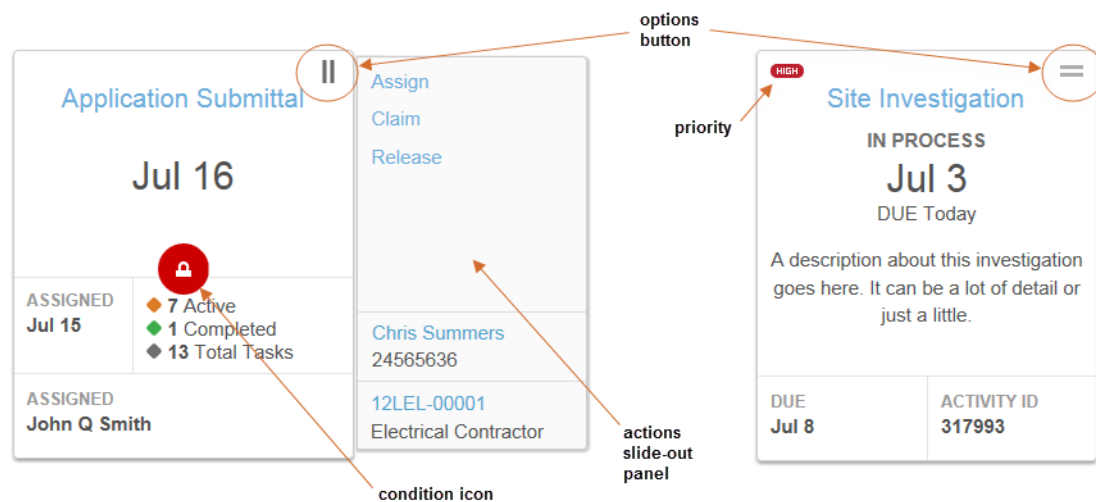 options
button
Application Submittal
Jul 16
ASSIGNED
Jul 15
7 Active
1 Completed
13 Total Tasks
ASSIGNED
John Q Smith
condition icon
Assign
Claim
Release
Chris Summers
24565636
12LEL-00001
Electrical Contractor
actions
slide-out
panel
priority
HIGH
Site Investigation
IN PROCESS
Jul 3
DUE Today
A description about this investigation
goes here. It can be a lot of detail or
just a little.
DUE
Jul 8
ACTIVITY ID
317993